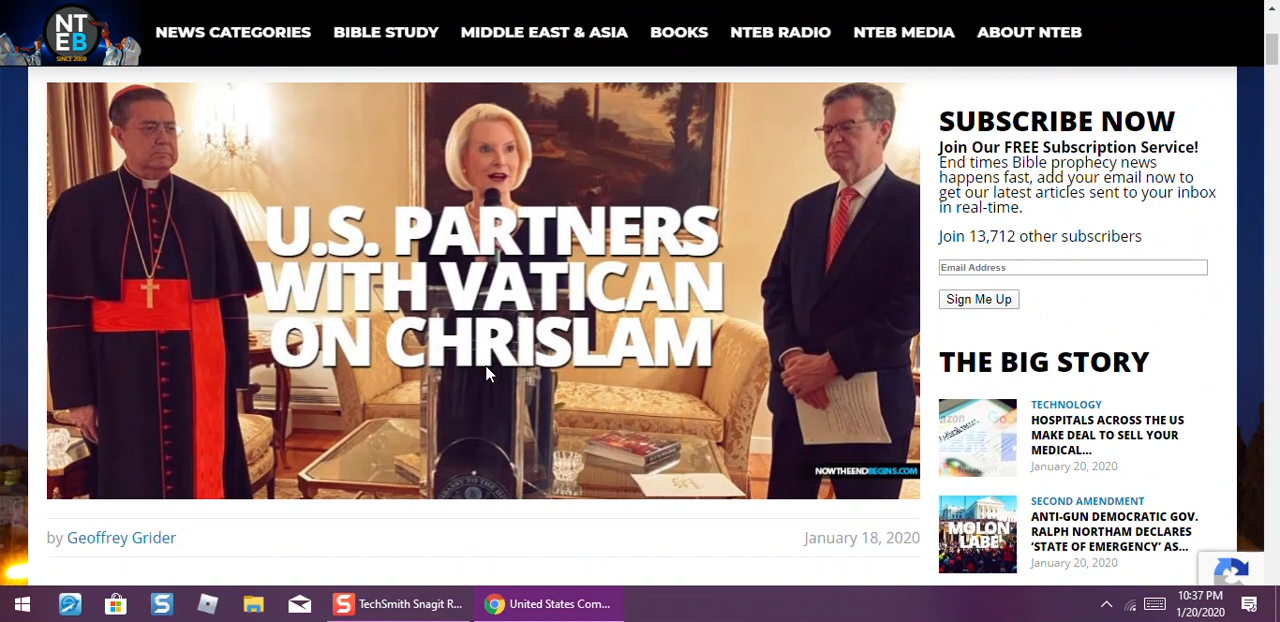 NT
EB
SINCE 2009
NEWS CATEGORIES
BIBLE STUDY
MIDDLE EAST & ASIA
BOOKS
NTEB RADIO
NTEB MEDIA
ABOUT NTEB
U.S. PARTNERS
WITH VATICAN
ON CHRISLAM
NOWTHEENDBEGINS.COM
by Geoffrey Grider
January 18, 2020
SUBSCRIBE NOW
Join Our FREE Subscription Service!
End times Bible prophecy news
happens fast, add your email now to
get our latest articles sent to your inbox
in real-time.
Join 13,712 other subscribers
Email Address
Sign Me Up
THE BIG STORY
TECHNOLOGY
HOSPITALS ACROSS THE US
MAKE DEAL TO SELL YOUR
MEDICAL...
January 20, 2020
MOLON
LABE!
SECOND AMENDMENT
ANTI-GUN DEMOCRATIC GOV.
RALPH NORTHAM DECLARES
‘STATE OF EMERGENCY’ AS...
January 20, 2020
TechSmith Snagit R...
United States Com...
10:37 PM
1/20/2020